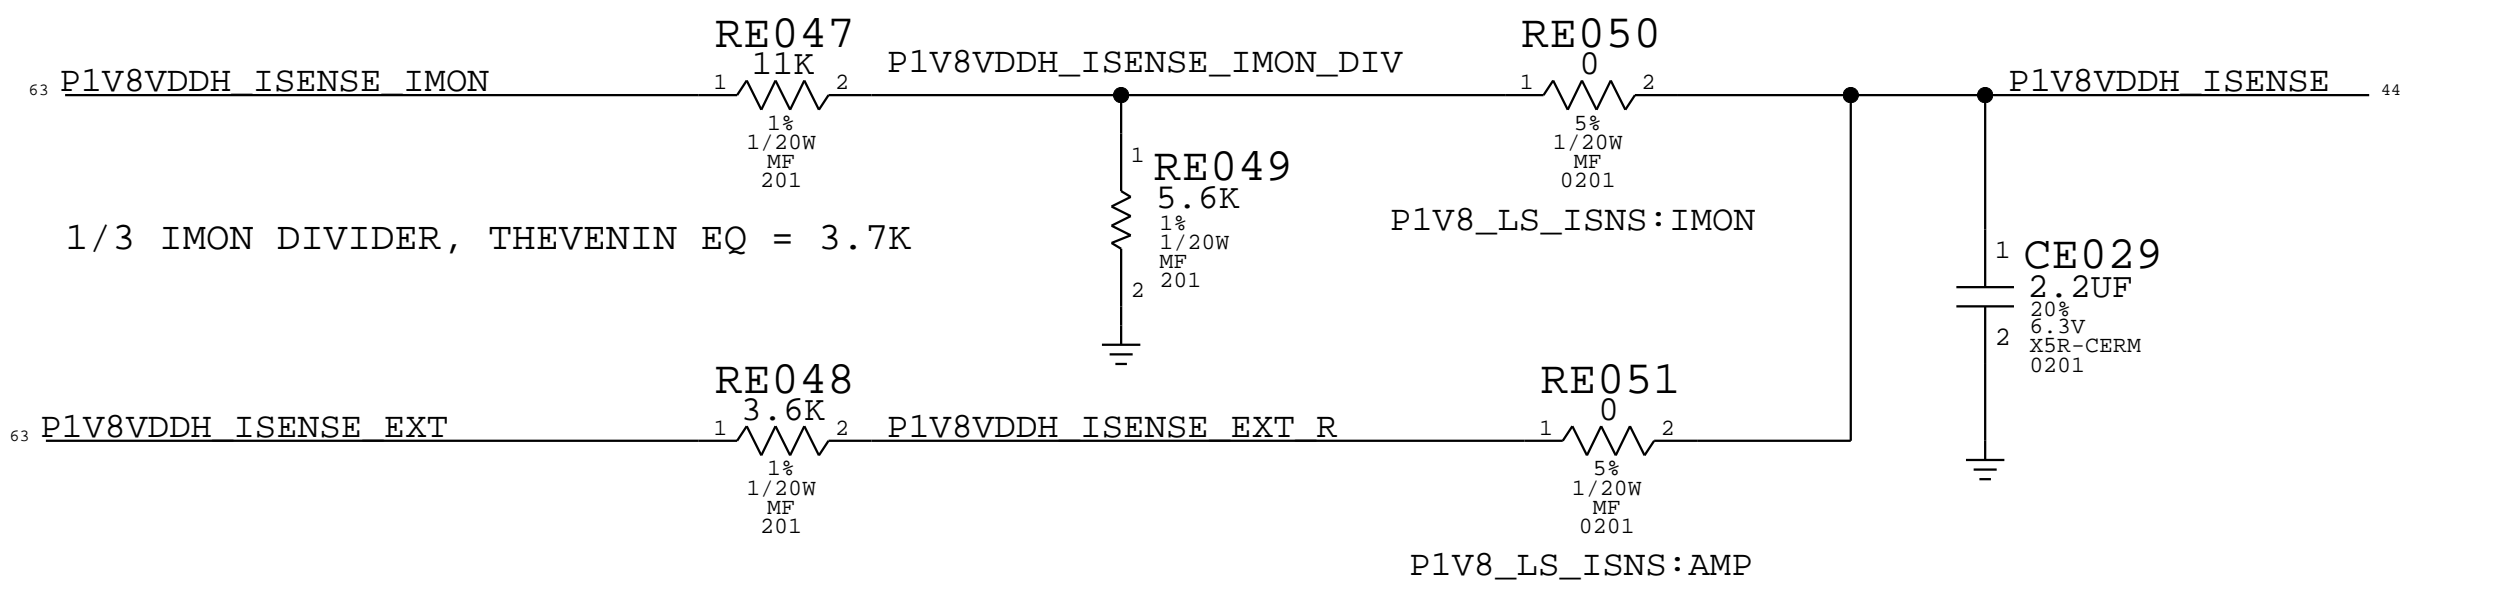 RE047
11K
63 P1V8VDDH_ISENSE_IMON 1 2 P1V8VDDH_ISENSE_IMON_DIV
1%
1/20W
MF
201
RE050
0
1 2
5%
1/20W
MF
0201
P1V8_LS_ISNS:IMON
P1V8VDDH_ISENSE 44
1
RE049
5.6K
1%
1/20W
MF
201
2
1/3 IMON DIVIDER, THEVENIN EQ = 3.7K
1
CE029
2.2UF
20%
6.3V
X5R-CERM
0201
2
RE048
3.6K
63 P1V8VDDH_ISENSE_EXT 1 2 P1V8VDDH_ISENSE_EXT_R
1%
1/20W
MF
201
RE051
0
1 2
5%
1/20W
MF
0201
P1V8_LS_ISNS:AMP